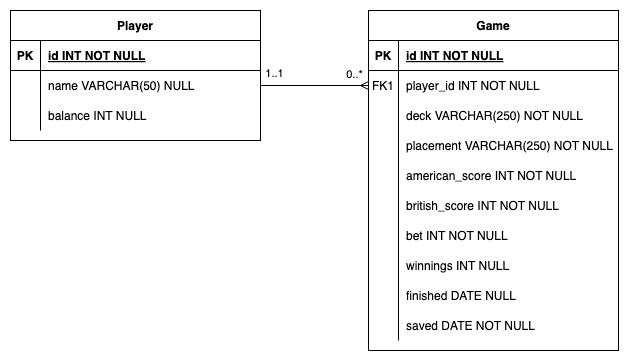 Player
PK id INT NOT NULL
name VARCHAR(50) NULL
balance INT NULL
1..1
0..*
Game
PK id INT NOT NULL
FK1 player_id INT NOT NULL
deck VARCHAR(250) NOT NULL
placement VARCHAR(250) NOT NULL
american_score INT NOT NULL
british_score INT NOT NULL
bet INT NOT NULL
winnings INT NULL
finished DATE NULL
saved DATE NOT NULL